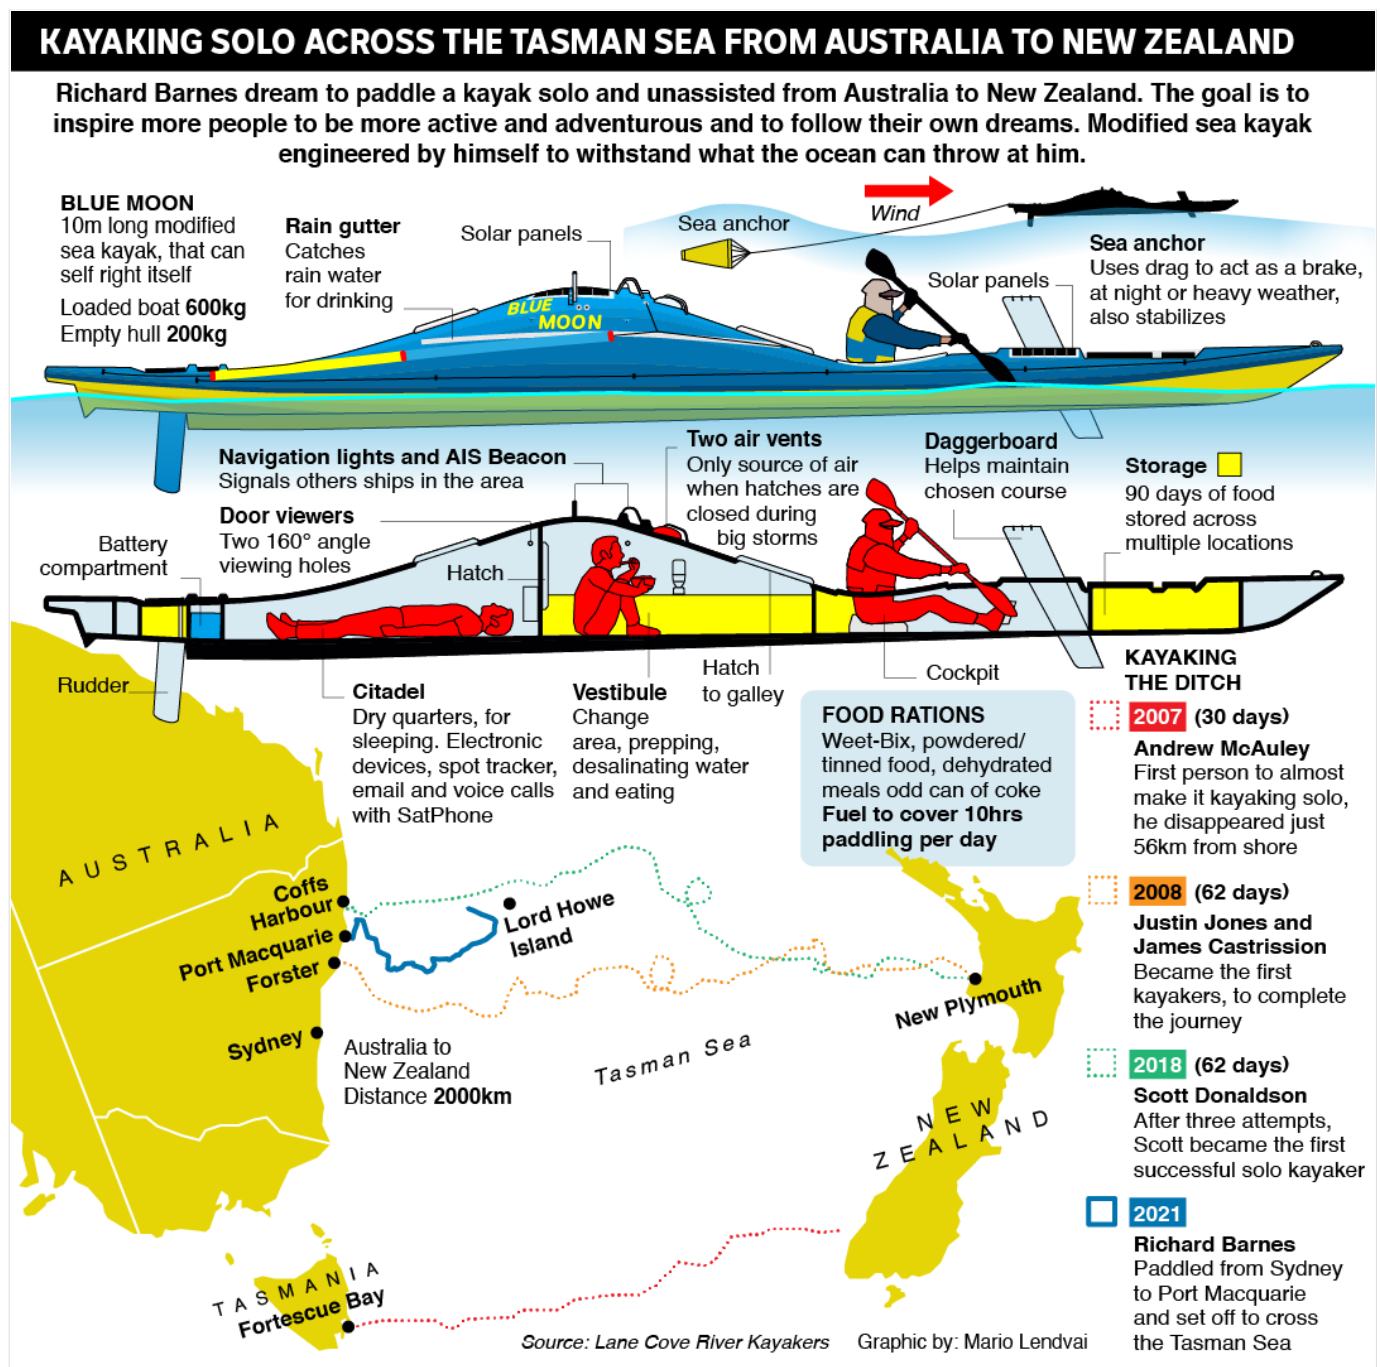 KAYAKING SOLO ACROSS THE TASMAN SEA FROM AUSTRALIA TO NEW ZEALAND
Richard Barnes dream to paddle a kayak solo and unassisted from Australia to New Zealand. The goal is to
inspire more people to be more active and adventurous and to follow their own dreams. Modified sea kayak
engineered by himself to withstand what the ocean can throw at him.
BLUE MOON
10m long modified
sea kayak, that can
self right itself
Loaded boat 600kg
Empty hull 200kg
Rain gutter
Catches
rain water
for drinking
Solar panels
Sea anchor
Wind
Solar panels
Sea anchor
Uses drag to act as a brake,
at night or heavy weather,
also stabilizes
BLUE
MOON
Navigation lights and AIS Beacon
Signals others ships in the area
Two air vents
Only source of air
when hatches are
closed during
big storms
Daggerboard
Helps maintain
chosen course
Storage
90 days of food
stored across
multiple locations
Door viewers
Two 160° angle
viewing holes
Battery
compartment
Hatch
Rudder
Citadel
Dry quarters, for
sleeping. Electronic
devices, spot tracker,
email and voice calls
with SatPhone
Vestibule
Change
area, prepping,
desalinating water
and eating
Hatch
to galley
Cockpit
FOOD RATIONS
Weet-Bix, powdered/
tinned food, dehydrated
meals odd can of coke
Fuel to cover 10hrs
paddling per day
KAYAKING
THE DITCH
2007 (30 days)
Andrew McAuley
First person to almost
make it kayaking solo,
he disappeared just
56km from shore
2008 (62 days)
Justin Jones and
James Castrission
Became the first
kayakers, to complete
the journey
2018 (62 days)
Scott Donaldson
After three attempts,
Scott became the first
successful solo kayaker
2021
Richard Barnes
Paddled from Sydney
to Port Macquarie
and set off to cross
the Tasman Sea
AUSTRALIA
Coffs
Harbour
Port Macquarie
Forster
Sydney
Lord Howe
Island
New Plymouth
Australia to
New Zealand
Distance 2000km
Tasman Sea
NEW
ZEALAND
TASMANIA
Fortescue Bay
Source: Lane Cove River Kayakers
Graphic by: Mario Lendvai